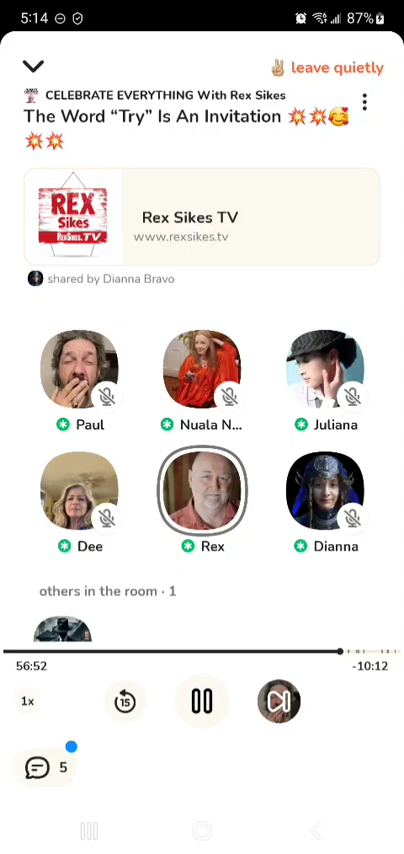 5:14
87%
leave quietly
CELEBRATE EVERYTHING With Rex Sikes
The Word “Try” Is An Invitation 💥💥🥰
💥💥
REX
Sikes
REXSIKES.TV
Rex Sikes TV
www.rexsikes.tv
shared by Dianna Bravo
Paul
Nuala N...
Juliana
Dee
Rex
Dianna
others in the room · 1
56:52
-10:12
1x
15
5